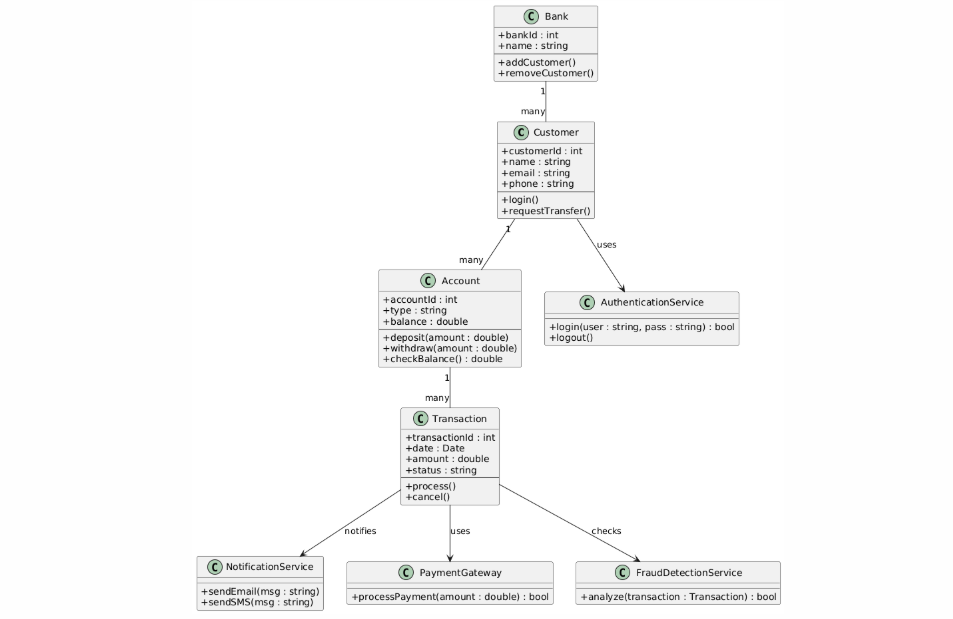 C Bank
+bankId : int
+name : string
+addCustomer()
+removeCustomer()
1
many
C Customer
+customerId : int
+name : string
+email : string
+phone : string
+login()
+requestTransfer()
1
uses
many
C Account
+accountId : int
+type : string
+balance : double
+deposit(amount : double)
+withdraw(amount : double)
+checkBalance() : double
C AuthenticationService
+login(user : string, pass : string) : bool
+logout()
1
many
C Transaction
+transactionId : int
+date : Date
+amount : double
+status : string
+process()
+cancel()
notifies
uses
checks
C NotificationService
+sendEmail(msg : string)
+sendSMS(msg : string)
C PaymentGateway
+processPayment(amount : double) : bool
C FraudDetectionService
+analyze(transaction : Transaction) : bool